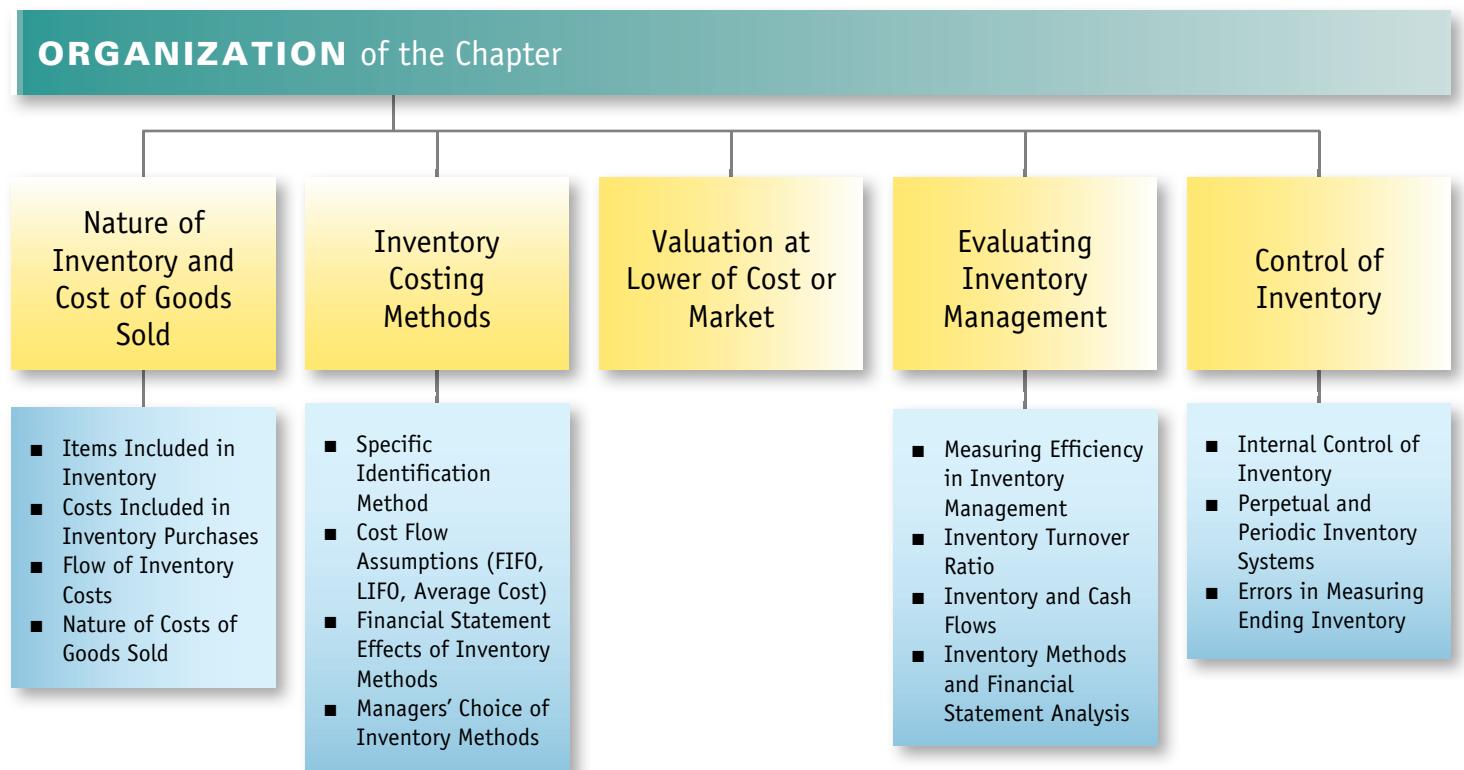 ORGANIZATION of the Chapter
Nature of
Inventory and
Cost of Goods
Sold
Inventory
Costing
Methods
Valuation at
Lower of Cost or
Market
Evaluating
Inventory
Management
Control of
Inventory
■ Items Included in
Inventory
■ Costs Included in
Inventory Purchases
■ Flow of Inventory
Costs
■ Nature of Costs of
Goods Sold
■ Specific
Identification
Method
■ Cost Flow
Assumptions (FIFO,
LIFO, Average Cost)
■ Financial Statement
Effects of Inventory
Methods
■ Managers’ Choice of
Inventory Methods
■ Measuring Efficiency
in Inventory
Management
■ Inventory Turnover
Ratio
■ Inventory and Cash
Flows
■ Inventory Methods
and Financial
Statement Analysis
■ Internal Control of
Inventory
■ Perpetual and
Periodic Inventory
Systems
■ Errors in Measuring
Ending Inventory